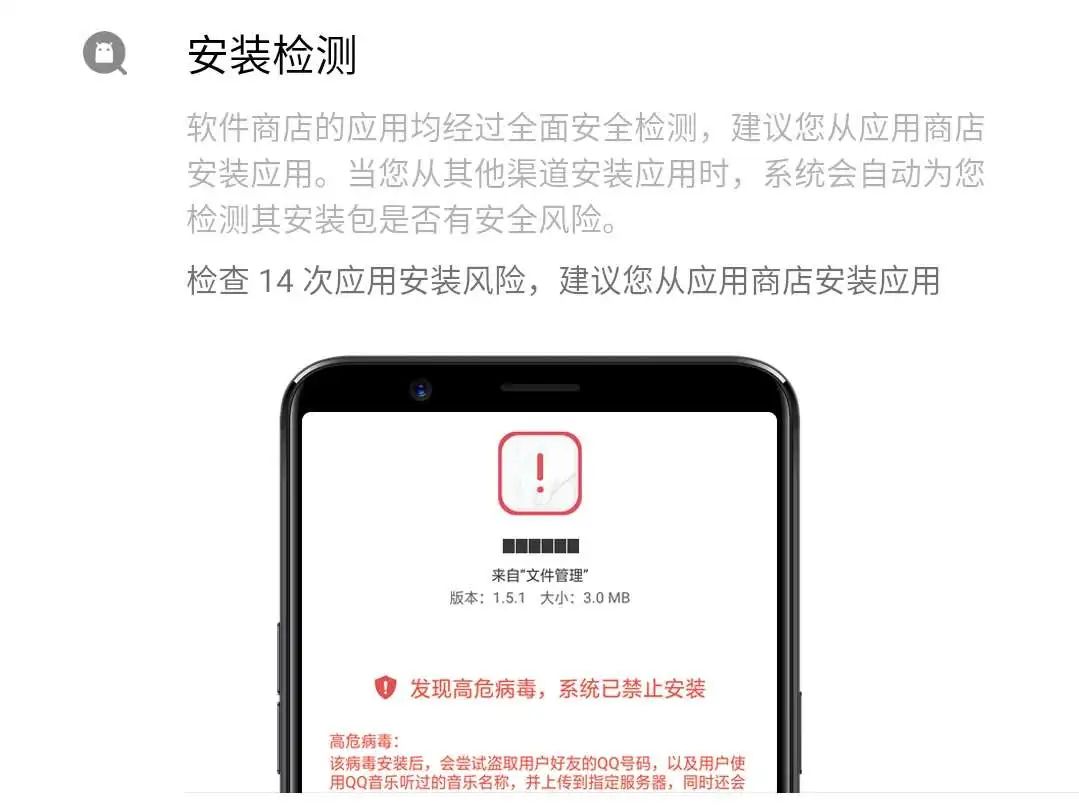 安装检测
软件商店的应用均经过全面安全检测，建议您从应用商店
安装应用。当您从其他渠道安装应用时，系统会自动为您
检测其安装包是否有安全风险。
检查 14 次应用安装风险，建议您从应用商店安装应用
来自“文件管理”
版本：1.5.1 大小：3.0 MB
发现高危病毒，系统已禁止安装
高危病毒：
该病毒安装后，会尝试盗取用户好友的QQ号码，以及用户使
用QQ音乐听过的音乐名称，并上传到指定服务器，同时还会